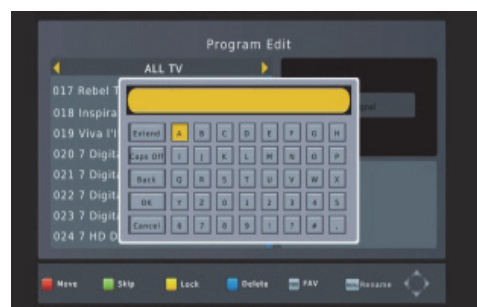 Program Edit
ALL TV
017 Rebel T
018 Inspira
019 Viva l'I
020 7 Digit
021 7 Digit
022 7 Digit
023 7 Digit
024 7 HD D
Extend A B C D E F G H
Caps Off I J K L M N O P
Back Q R S T U V W X
OK Y Z 0 1 2 3 4 5
Cancel 6 7 8 9 ! ? # .
Move Skip Lock Delete FAV Rename